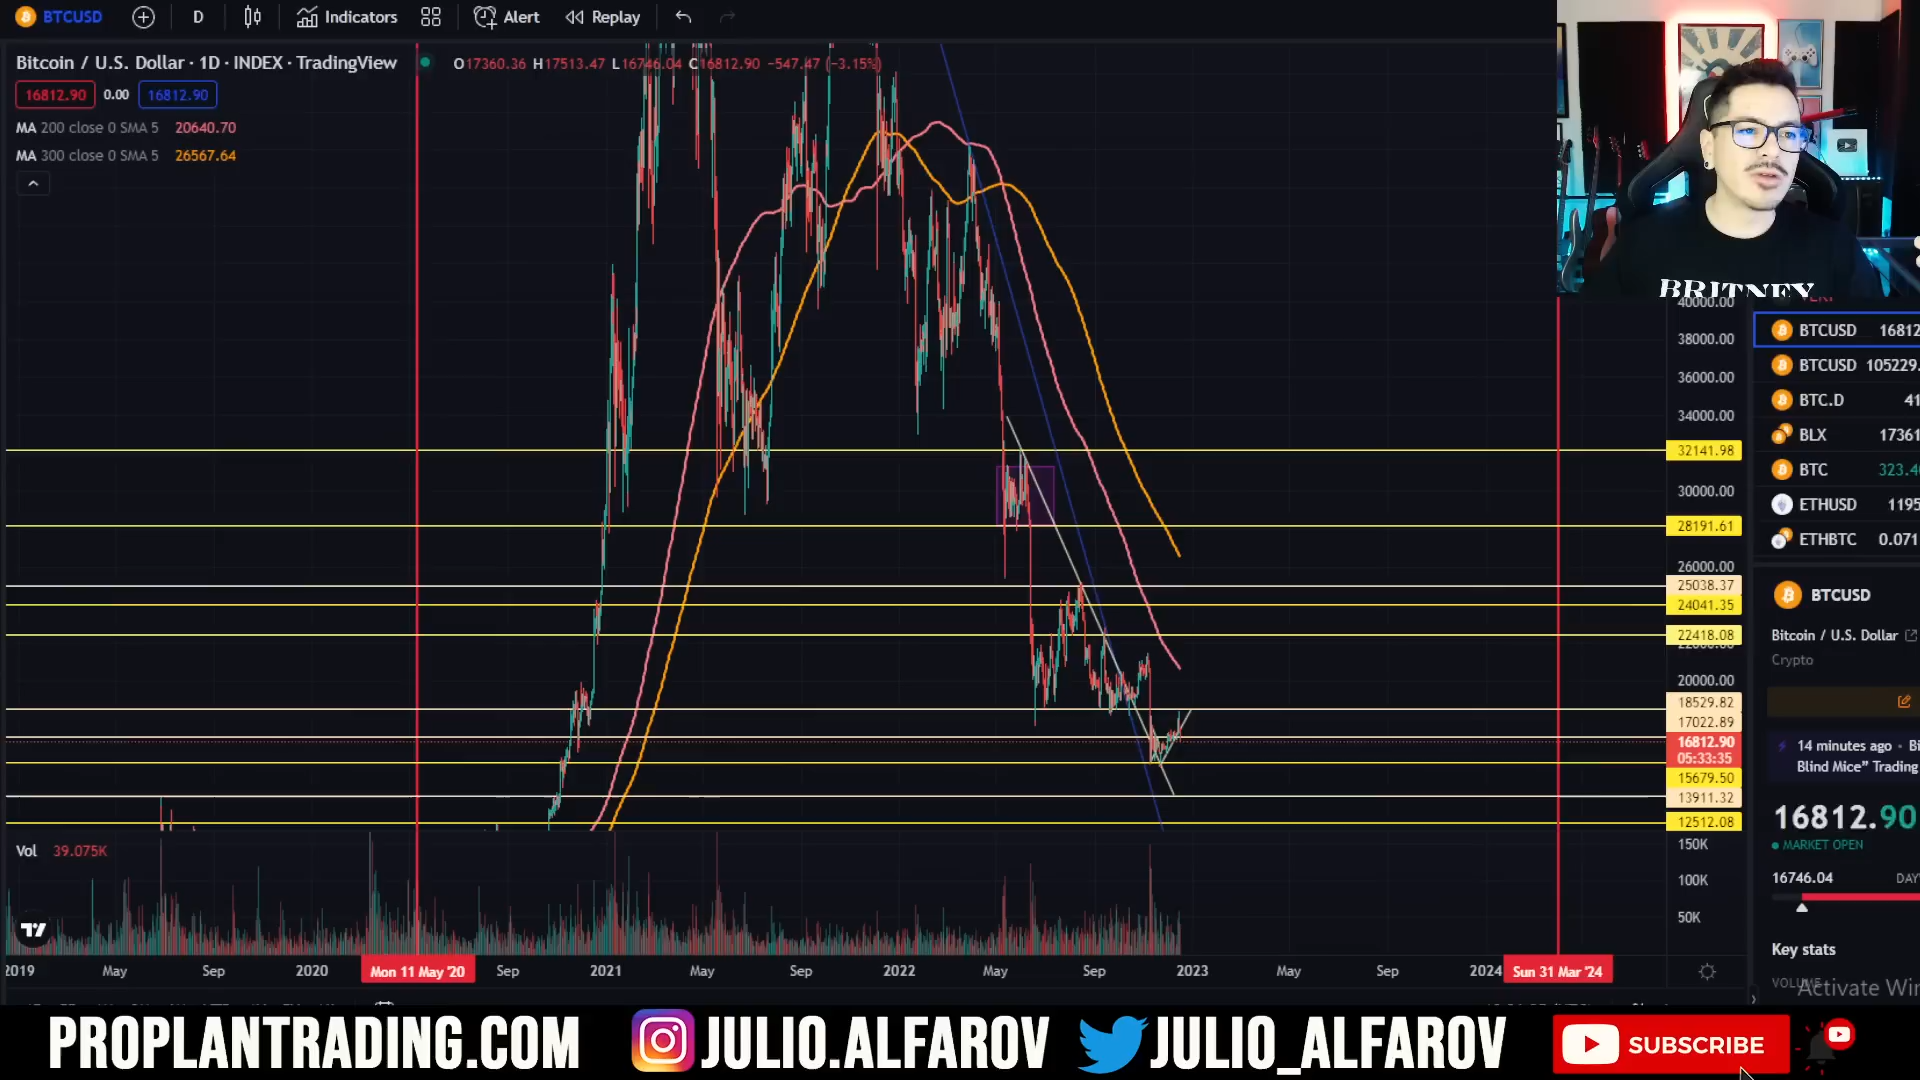 BTCUSD D Indicators Alert Replay
Bitcoin / U.S. Dollar · 1D · INDEX · TradingView O17360.36 H17513.47 L16746.04 C16812.90 −547.47 (−3.15%)
16812.90 0.00 16812.90
MA 200 close 0 SMA 5 20640.70
MA 300 close 0 SMA 5 26567.64
BRITNEY
40000.00
38000.00
36000.00
34000.00
32141.98
30000.00
28191.61
26000.00
25038.37
24041.35
22418.08
20000.00
18529.82
17022.89
16812.90
05:33:35
15679.50
13911.32
12512.08
BTCUSD 16812
BTCUSD 105229.
BTC.D 41
BLX 17361
BTC 323.4
ETHUSD 1195
ETHBTC 0.071
BTCUSD
Bitcoin / U.S. Dollar
Crypto
14 minutes ago · Bi
Blind Mice” Trading
16812.90
MARKET OPEN
16746.04 DAY
Key stats
VOLUME
Activate Win
Vol 39.075K
150K
100K
50K
2019 May Sep 2020 Mon 11 May '20 Sep 2021 May Sep 2022 May Sep 2023 May Sep 2024 Sun 31 Mar '24
PROPLANTRADING.COM JULIO.ALFAROV JULIO_ALFAROV SUBSCRIBE